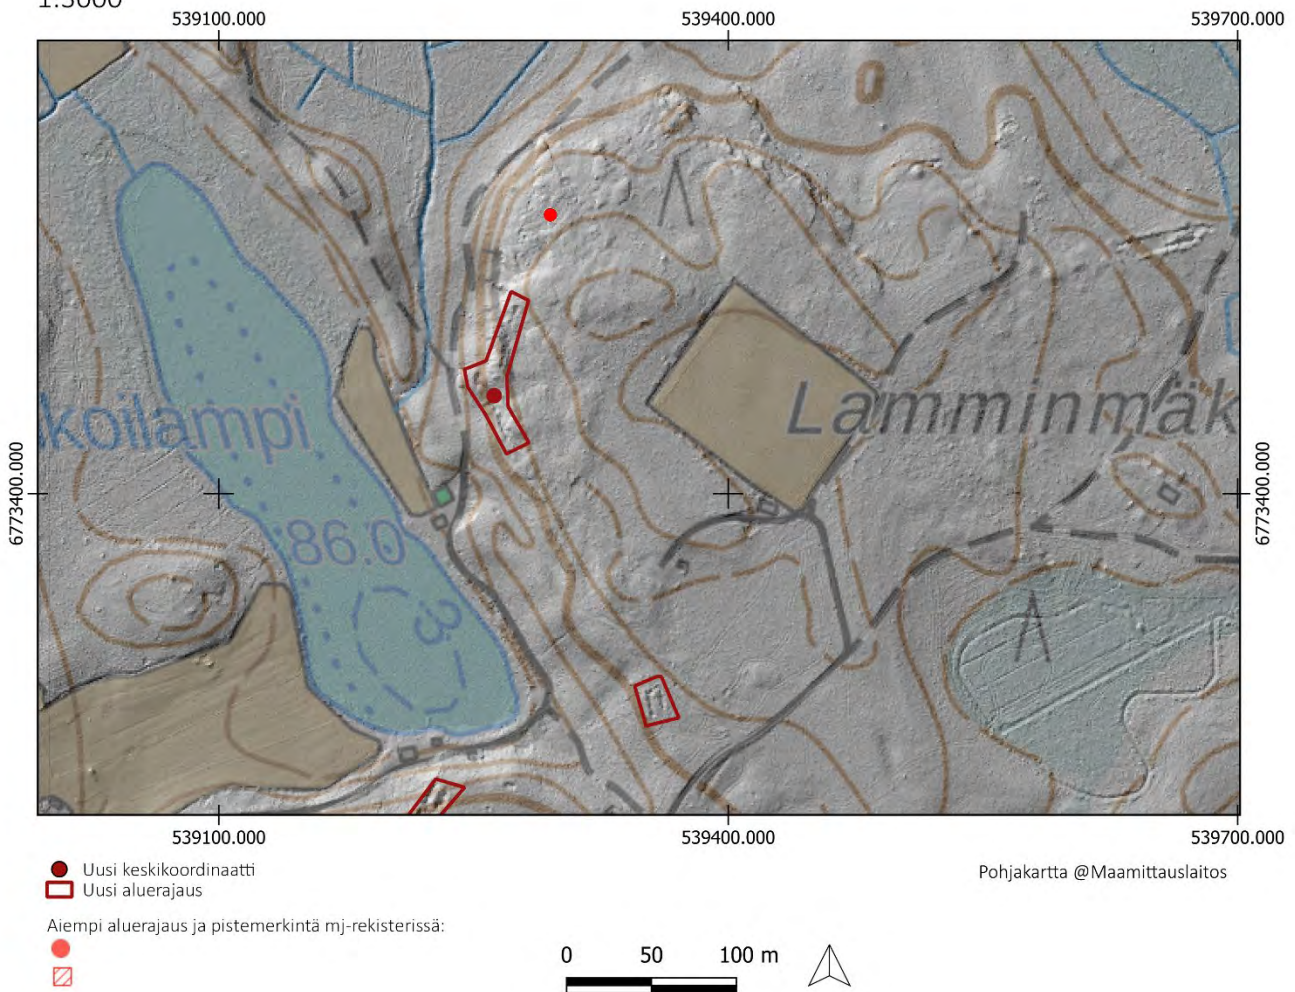 1:3000
539100.000 539400.000 539700.000
koilampi
Lamminmäk
6773400.000 6773400.000
86.0
3
539100.000 539400.000 539700.000
Uusi keskikoordinaatti
Pohjakartta @Maamittauslaitos
Uusi aluerajaus
Aiempi aluerajaus ja pistemerkintä mj-rekisterissä:
0 50 100 m